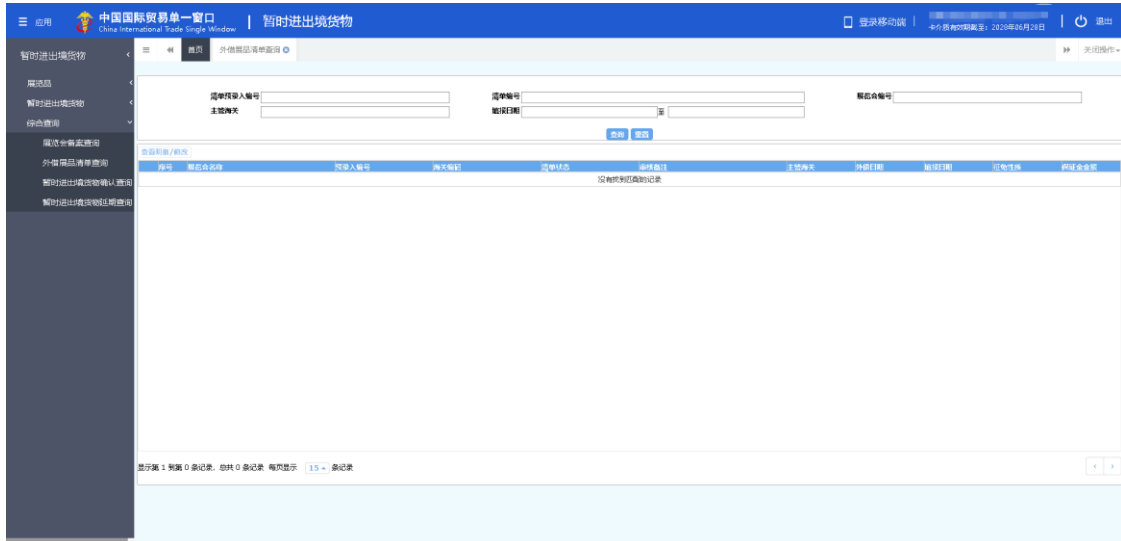 应用 中国国际贸易单一窗口 暂时进出境货物 登录移动端 退出
China International Trade Single Window
卡介质有效期截至：2028年06月28日
暂时进出境货物 首页 外借展品清单查询 关闭操作
展览品
暂时进出境货物
综合查询
展览会备案查询
外借展品清单查询
暂时进出境货物确认查询
暂时进出境货物延期查询
清单预录入编号 清单编号 展览会编号
主管海关 填报日期 至
查询 重置
查看明细/修改
序号 展览会名称 预录入编号 海关编码 清单状态 审核备注 主管海关 外借日期 填报日期 征免性质 保证金金额
没有找到匹配的记录
显示第 1 到第 0 条记录，总共 0 条记录 每页显示 15 条记录